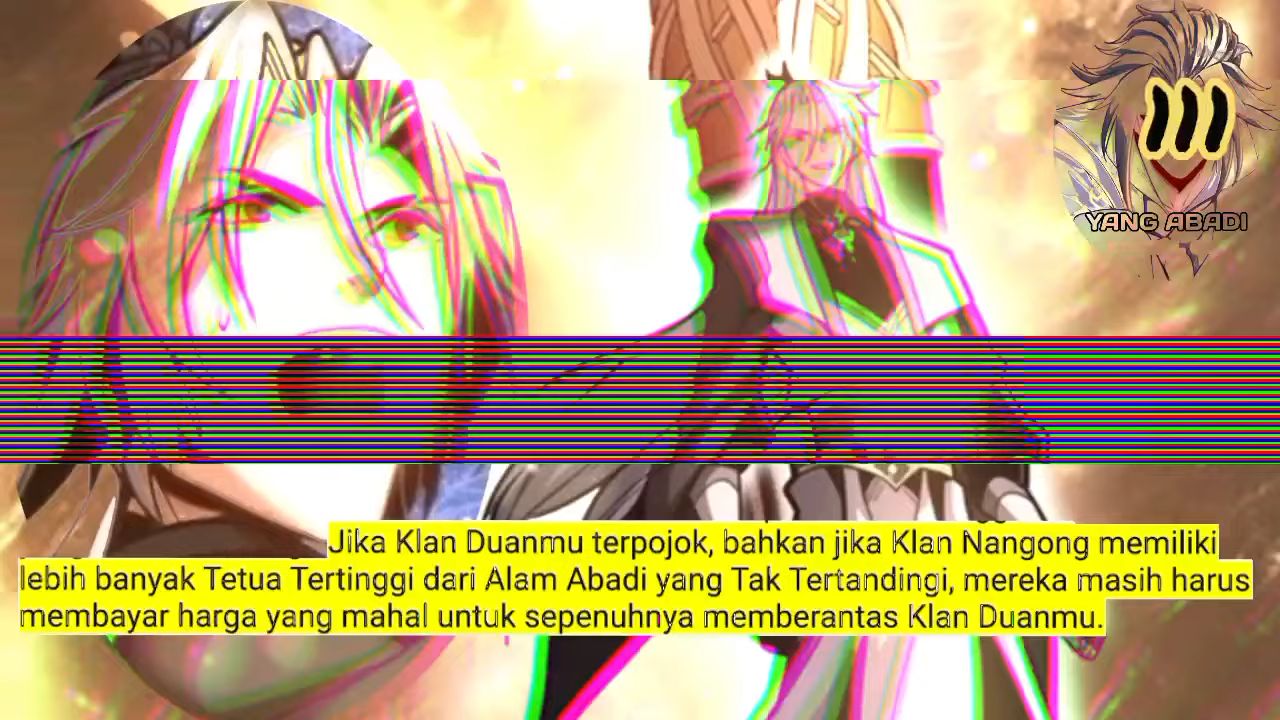 YANG ABADI
Jika Klan Duanmu terpojok, bahkan jika Klan Nangong memiliki
lebih banyak Tetua Tertinggi dari Alam Abadi yang Tak Tertandingi, mereka masih harus
membayar harga yang mahal untuk sepenuhnya memberantas Klan Duanmu.